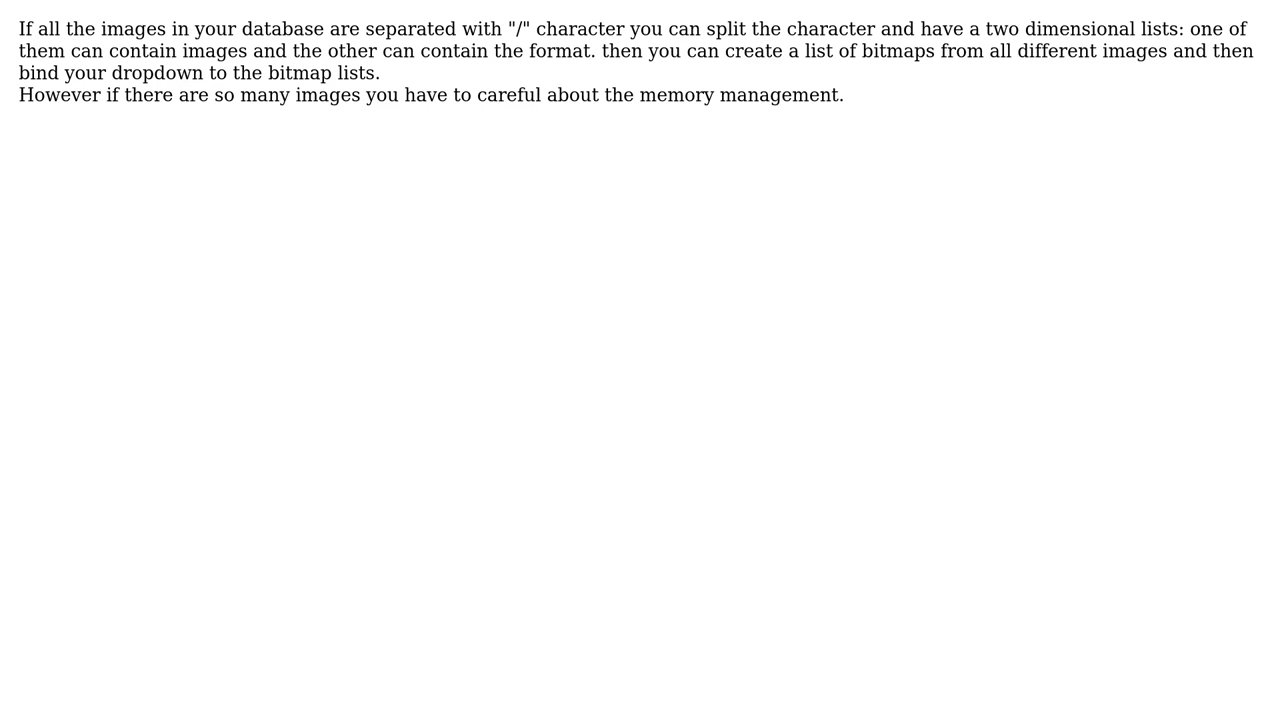 If all the images in your database are separated with "/" character you can split the character and have a two dimensional lists: one of
them can contain images and the other can contain the format. then you can create a list of bitmaps from all different images and then
bind your dropdown to the bitmap lists.
However if there are so many images you have to careful about the memory management.